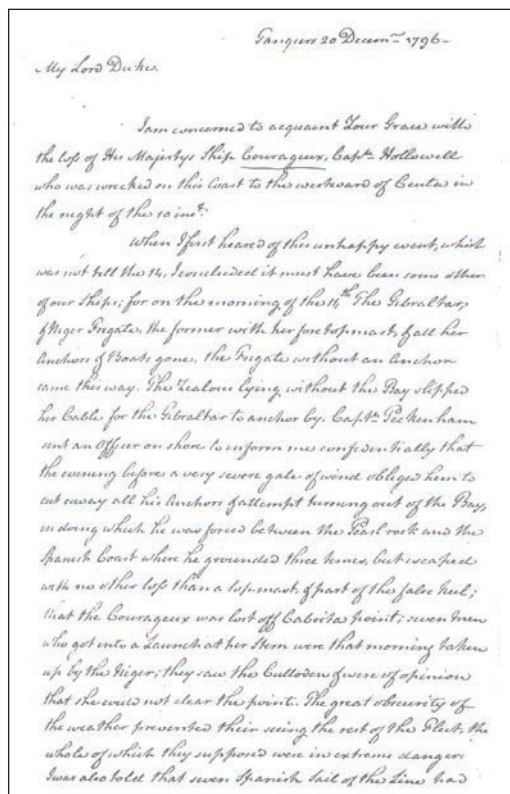 Tangiers 20 Decemr 1796-
My Lord Duke.
I am concerned to acquaint Your Grace with
the loss of His Majestys Ship Courageux, Captn Hollowell
who was wrecked on this Coast to the westward of Ceuta in
the night of the 10 inst.
When I first heard of this unhappy event, which
was not till the 14, I concluded it must have been some other
of our Ships; for on the morning of the 14th The Gibraltar,
& Niger Frigate, the former with her fore topmast, & all her
Anchors & Boats gone, the Frigate without an Anchor
came this way. The Zealous lying without the Bay slipped
her Cable for the Gibraltar to anchor by. Captn Peckenham
sent an Officer on shore to inform me confidentially that
the evening before a very severe gale of wind obliged him to
cut away all his Anchors & attempt turning out of the Bay,
in doing which he was forced between the Pearl rock and the
Spanish Coast where he grounded three times, but escaped
with no other loss than a topmast & part of the false keel;
that the Courageux was lost off Cabrita point; seven men
who got into a Launch at her Stern were that morning taken
up by the Niger; they saw the Culloden & were of opinion
that she could not clear the point. The great obscurity of
the weather prevented their seeing the rest of the Fleet, the
whole of which they supposed were in extreme danger.
I was also told that seven Spanish Sail of the Line had